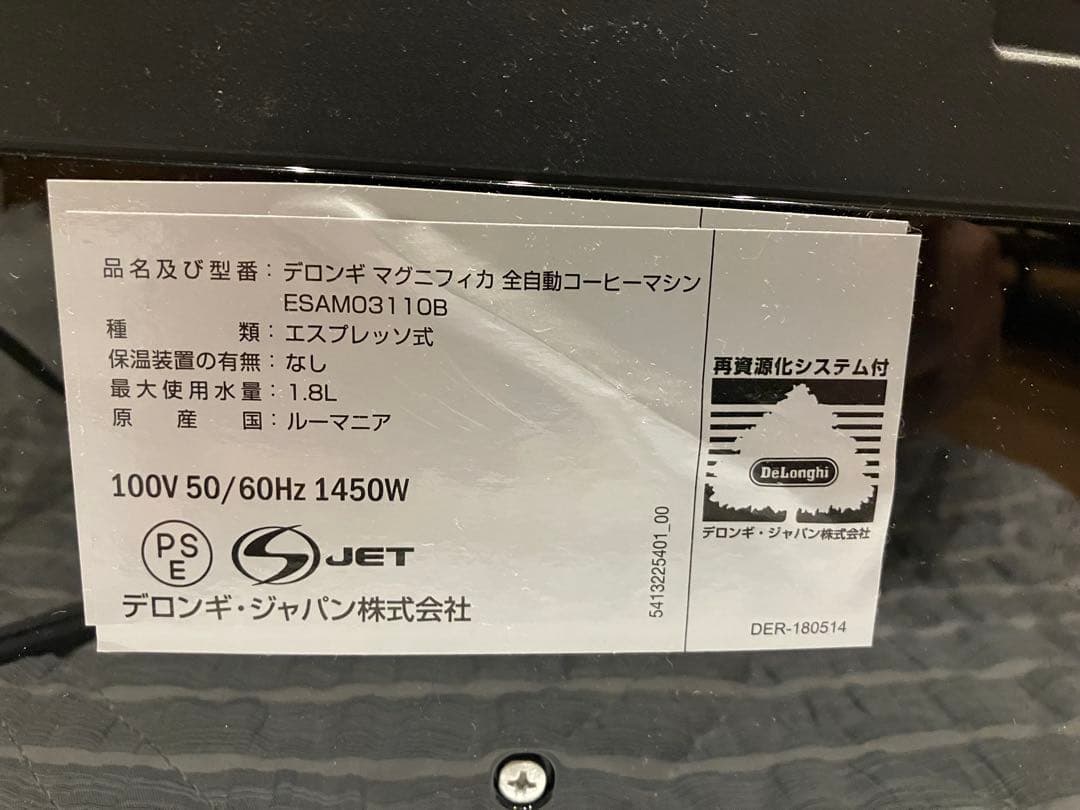 品名及び型番：デロンギ マグニフィカ 全自動コーヒーマシン
ESAM03110B
種類：エスプレッソ式
保温装置の有無：なし
最大使用水量：1.8L
原産国：ルーマニア
100V 50/60Hz 1450W
PS
E
S JET
デロンギ・ジャパン株式会社
5413225401_00
再資源化システム付
DeLonghi
デロンギ・ジャパン株式会社
DER-180514